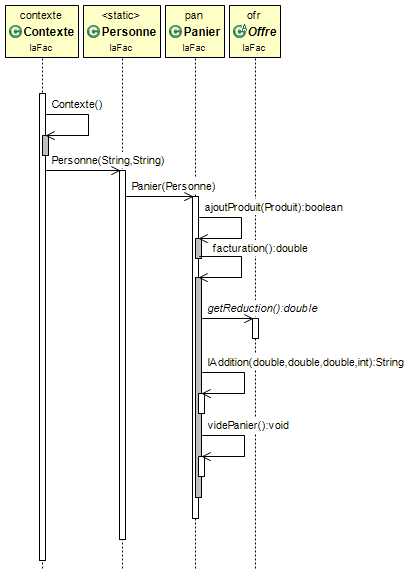 contexte <static> pan ofr
C Contexte C Personne C Panier C A Offre
laFac laFac laFac laFac
Contexte()
Personne(String,String)
Panier(Personne)
ajoutProduit(Produit):boolean
facturation():double
getReduction():double
lAddition(double,double,double,int):String
videPanier():void